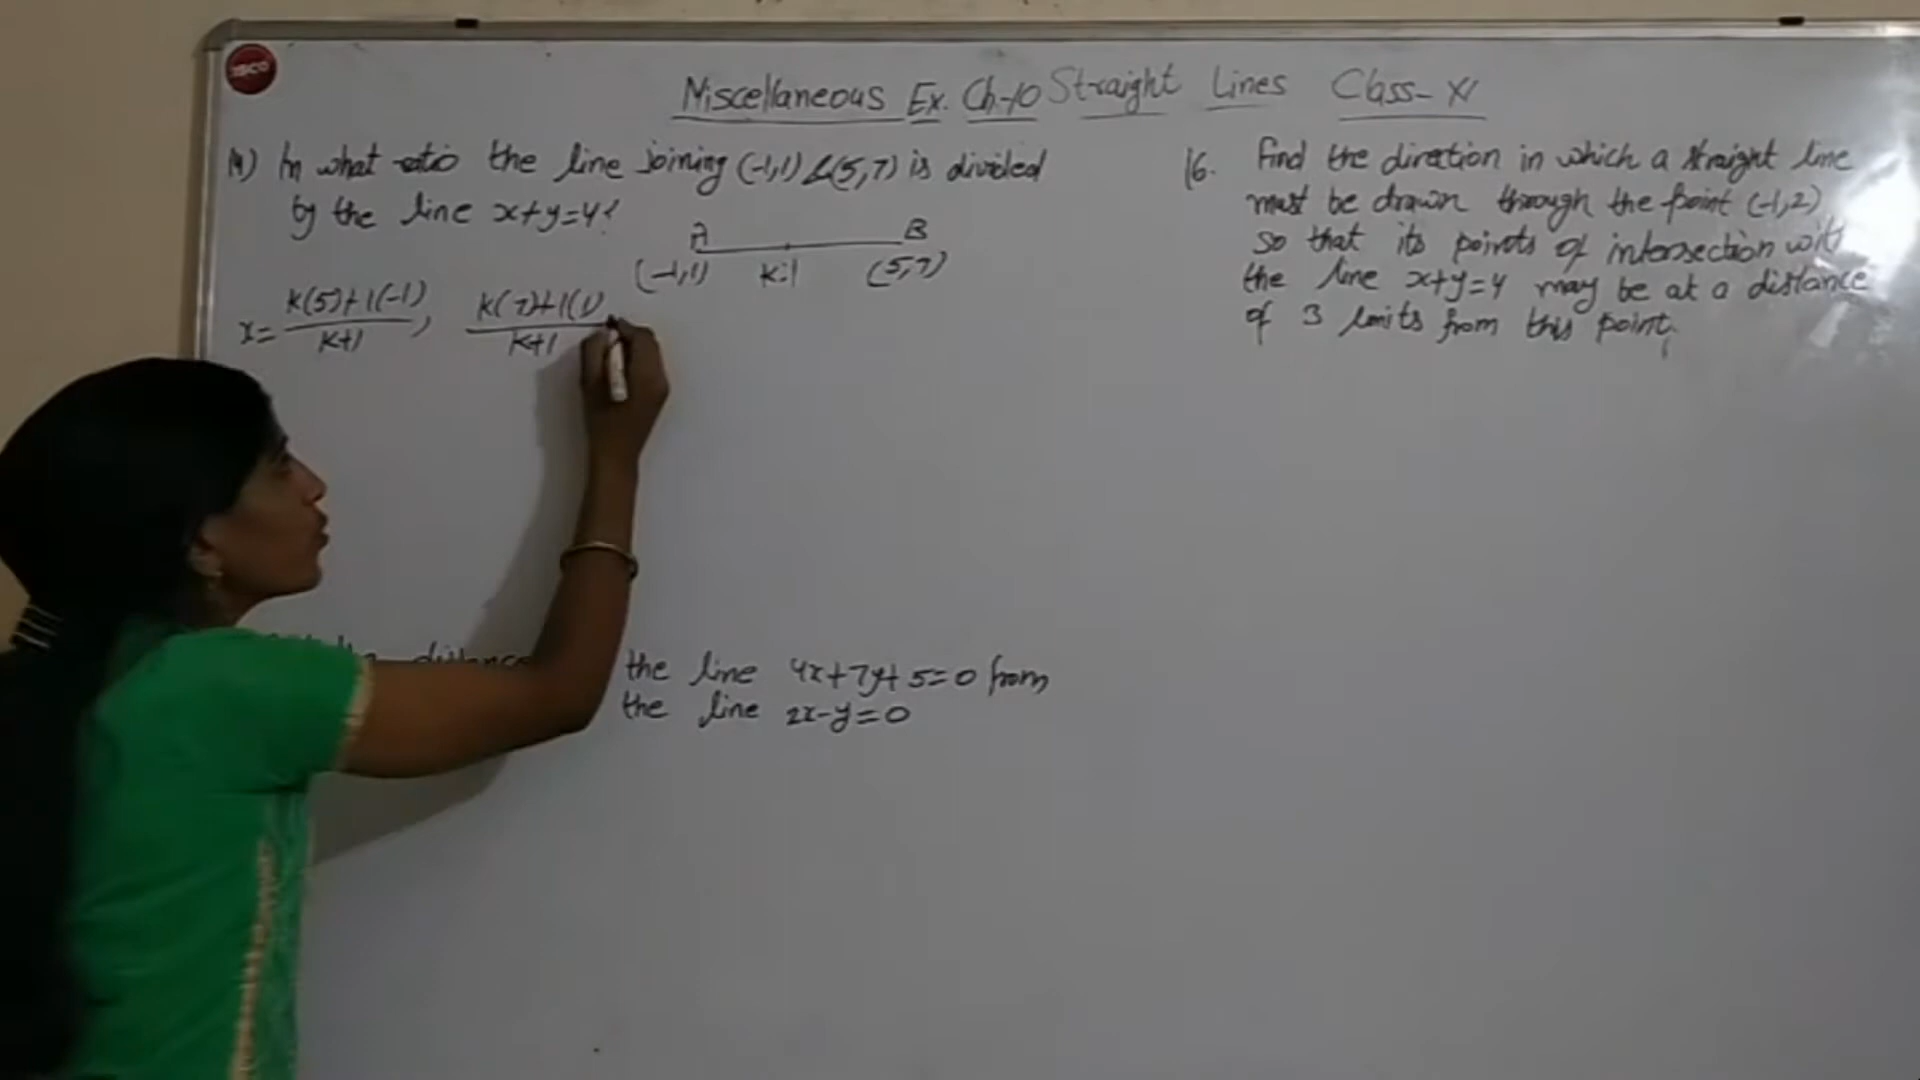 Miscellaneous Ex. Ch-10 Straight Lines Class-XI
14) In what ratio the line joining (-1,1) & (5,7) is divided
by the line x+y=4?
A B
(-1,1) K:1 (5,7)
x= K(5)+1(-1) / K+1 , K(7)+1(1) / K+1
the distance the line 4x+7y+5=0 from
the line 2x-y=0
16. Find the direction in which a straight line
must be drawn through the point (-1,2)
so that its points of intersection with
the line x+y=4 may be at a distance
of 3 units from this point.